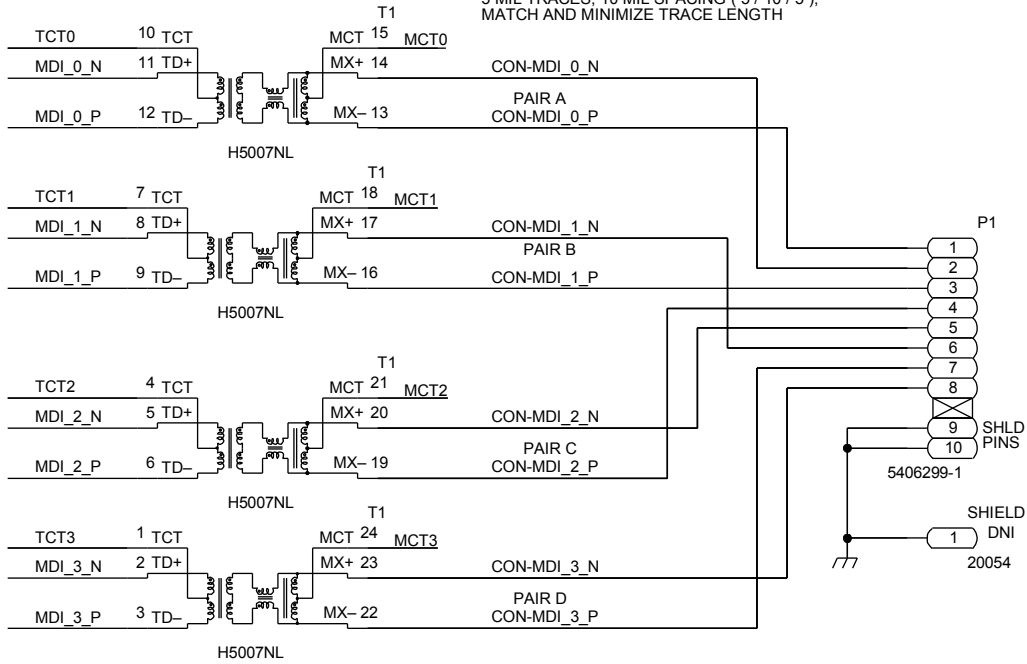 5 MIL TRACES, 10 MIL SPACING ( 5 / 10 / 5 ),
MATCH AND MINIMIZE TRACE LENGTH
T1
TCT0 10 TCT MCT 15 MCT0
MDI_0_N 11 TD+ MX+ 14 CON-MDI_0_N
PAIR A
MDI_0_P 12 TD– MX– 13 CON-MDI_0_P
H5007NL
T1
TCT1 7 TCT MCT 18 MCT1
MDI_1_N 8 TD+ MX+ 17 CON-MDI_1_N
PAIR B
MDI_1_P 9 TD– MX– 16 CON-MDI_1_P
H5007NL
T1
TCT2 4 TCT MCT 21 MCT2
MDI_2_N 5 TD+ MX+ 20 CON-MDI_2_N
PAIR C
MDI_2_P 6 TD– MX– 19 CON-MDI_2_P
H5007NL
T1
TCT3 1 TCT MCT 24 MCT3
MDI_3_N 2 TD+ MX+ 23 CON-MDI_3_N
PAIR D
MDI_3_P 3 TD– MX– 22 CON-MDI_3_P
H5007NL
P1
1
2
3
4
5
6
7
8
9 SHLD
10 PINS
5406299-1
SHIELD
1 DNI
20054